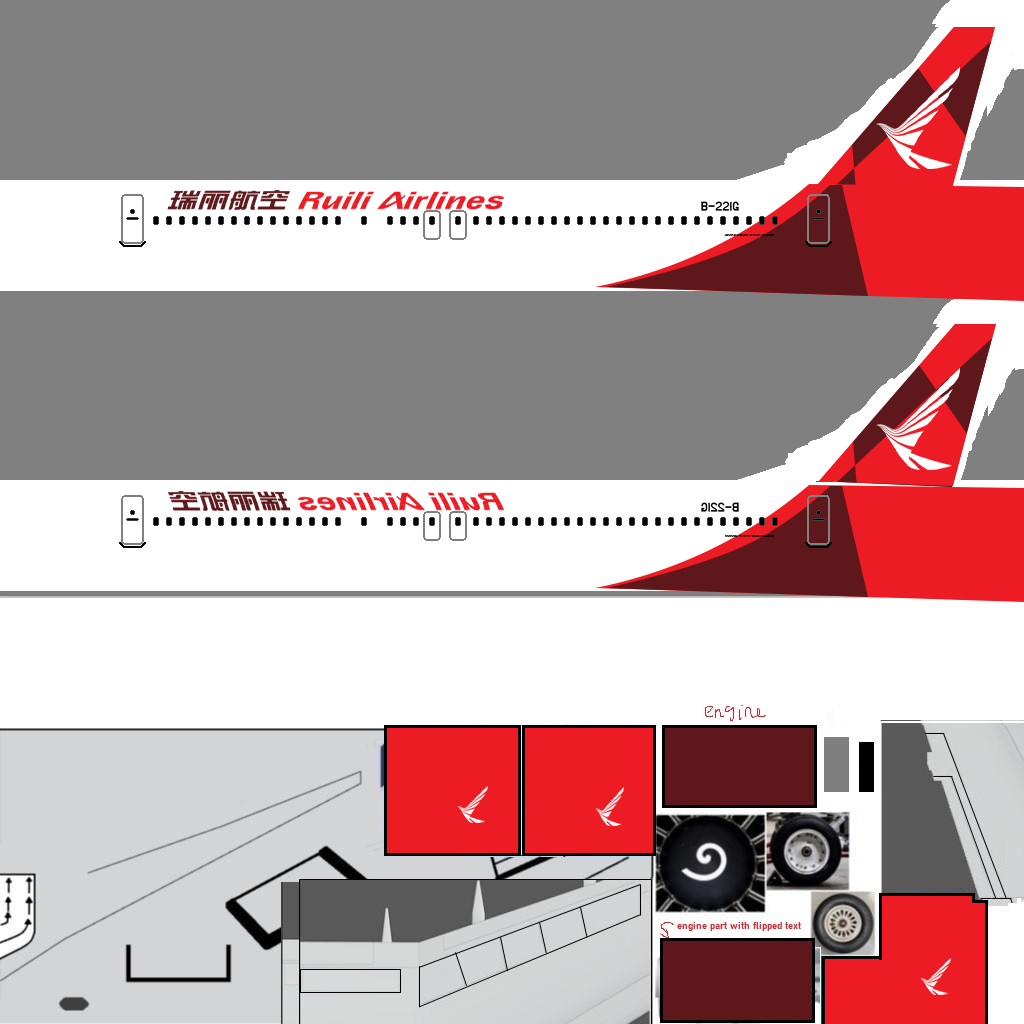 瑞丽航空 Ruili Airlines
B-221G
瑞丽航空 Ruili Airlines
B-221G
engine
engine part with flipped text